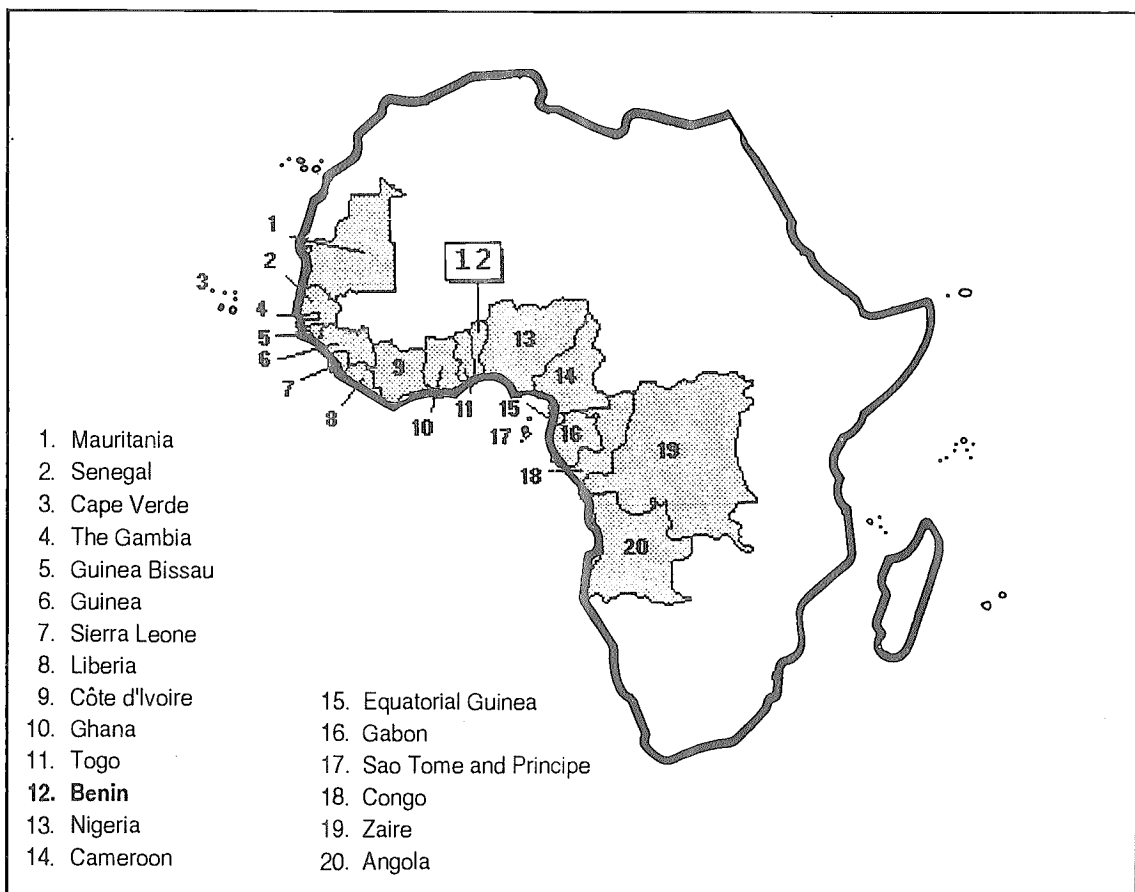 1
2
3
4
5
6
7
8
9
10
11
12
13
14
15
16
17
18
19
20
1. Mauritania
2. Senegal
3. Cape Verde
4. The Gambia
5. Guinea Bissau
6. Guinea
7. Sierra Leone
8. Liberia
9. Côte d'Ivoire
10. Ghana
11. Togo
12. Benin
13. Nigeria
14. Cameroon
15. Equatorial Guinea
16. Gabon
17. Sao Tome and Principe
18. Congo
19. Zaire
20. Angola